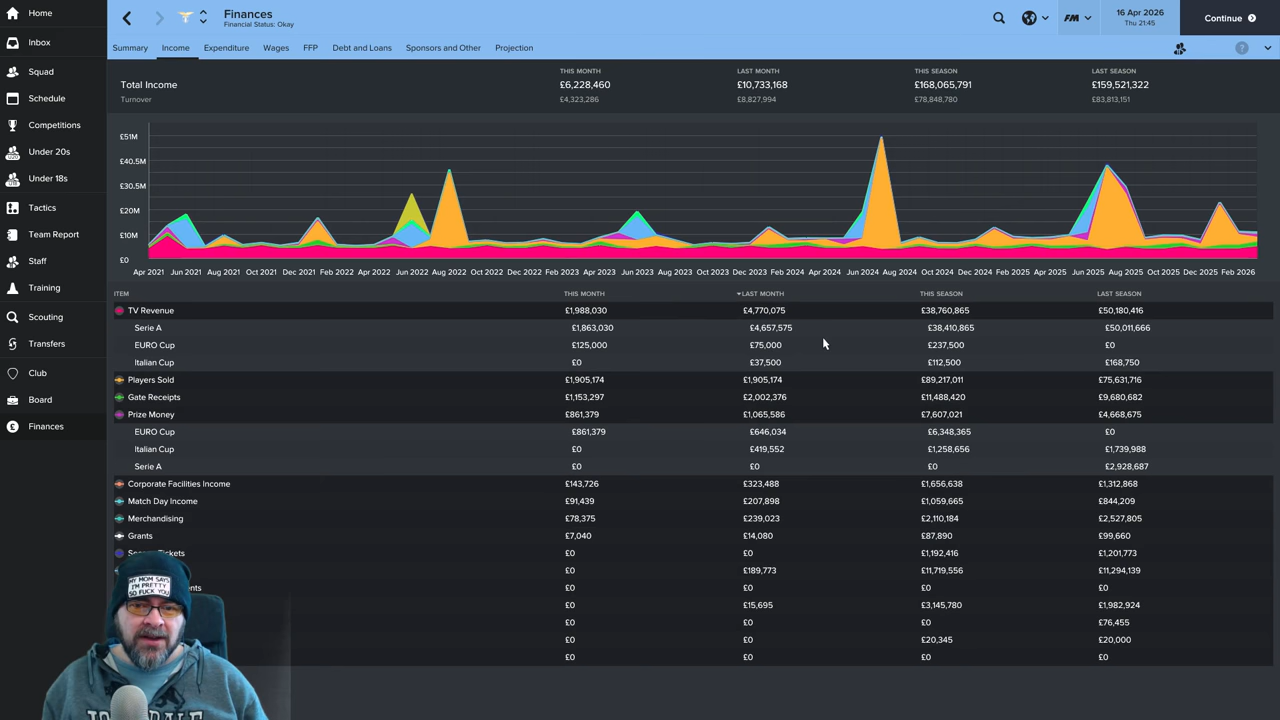 Home
Inbox
Squad
Schedule
Competitions
Under 20s
Under 18s
Tactics
Team Report
Staff
Training
Scouting
Transfers
Club
Board
Finances
Finances
Financial Status: Okay
FM
16 Apr 2026
Thu 21:45
Continue
Summary Income Expenditure Wages FFP Debt and Loans Sponsors and Other Projection
THIS MONTH LAST MONTH THIS SEASON LAST SEASON
Total Income £6,228,460 £10,733,168 £168,065,791 £159,521,322
Turnover £4,323,286 £8,827,994 £78,848,780 £83,813,151
£51M
£40.5M
£30.5M
£20M
£10M
£0
Apr 2021 Jun 2021 Aug 2021 Oct 2021 Dec 2021 Feb 2022 Apr 2022 Jun 2022 Aug 2022 Oct 2022 Dec 2022 Feb 2023 Apr 2023 Jun 2023 Aug 2023 Oct 2023 Dec 2023 Feb 2024 Apr 2024 Jun 2024 Aug 2024 Oct 2024 Dec 2024 Feb 2025 Apr 2025 Jun 2025 Aug 2025 Oct 2025 Dec 2025 Feb 2026
ITEM THIS MONTH LAST MONTH THIS SEASON LAST SEASON
TV Revenue £1,988,030 £4,770,075 £38,760,865 £50,180,416
Serie A £1,863,030 £4,657,575 £38,410,865 £50,011,666
EURO Cup £125,000 £75,000 £237,500 £0
Italian Cup £0 £37,500 £112,500 £168,750
Players Sold £1,905,174 £1,905,174 £89,217,011 £75,631,716
Gate Receipts £1,153,297 £2,002,376 £11,488,420 £9,680,682
Prize Money £861,379 £1,065,586 £7,607,021 £4,668,675
EURO Cup £861,379 £646,034 £6,348,365 £0
Italian Cup £0 £419,552 £1,258,656 £1,739,988
Serie A £0 £0 £0 £2,928,687
Corporate Facilities Income £143,726 £323,488 £1,656,638 £1,312,868
Match Day Income £91,439 £207,898 £1,059,665 £844,209
Merchandising £78,375 £239,023 £2,110,184 £2,527,805
Grants £7,040 £14,080 £87,890 £99,660
Season Tickets £0 £0 £1,192,416 £1,201,773
£0 £189,773 £11,719,556 £11,294,139
£0 £0 £0 £0
£0 £15,695 £3,145,780 £1,982,924
£0 £0 £0 £76,455
£0 £0 £20,345 £20,000
£0 £0 £0 £0
MY MOM SAYS
I'M PRETTY
SO FUCK YOU